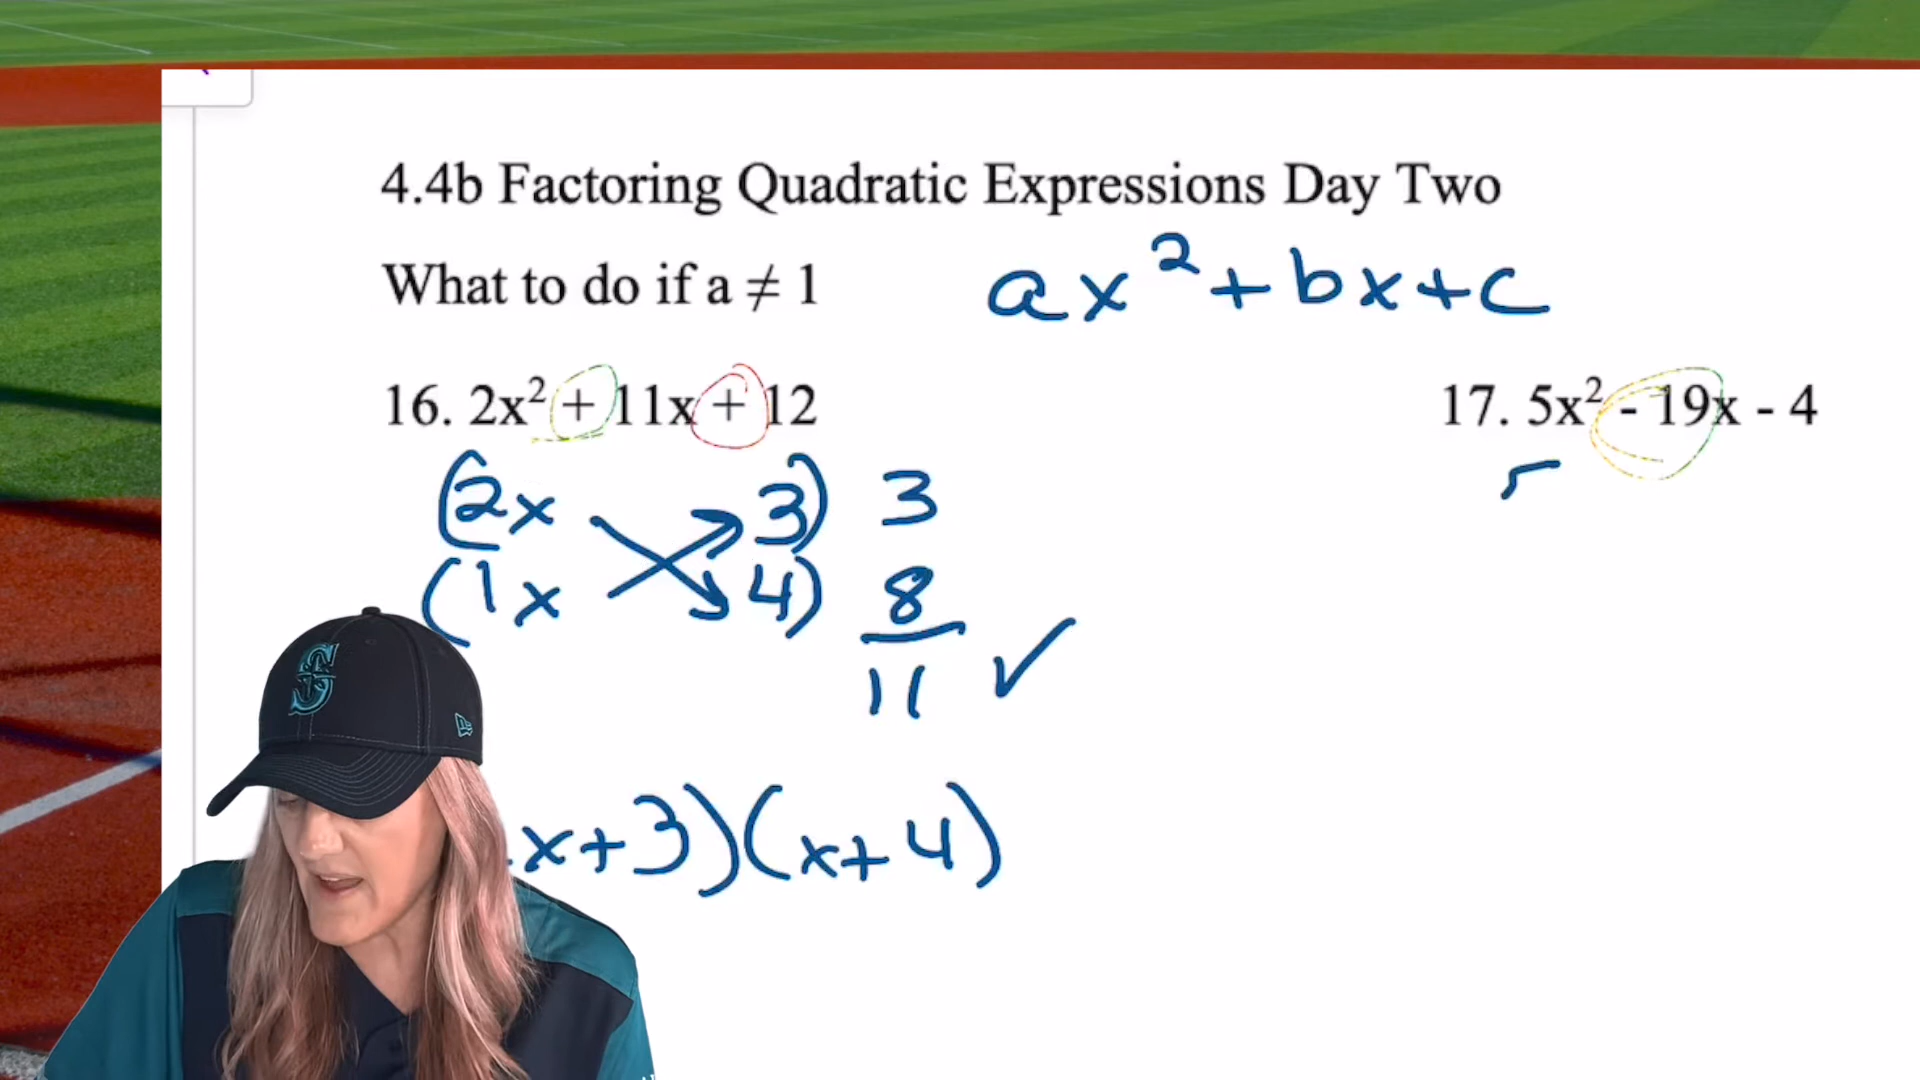 4.4b Factoring Quadratic Expressions Day Two
What to do if a ≠ 1
ax² + bx + c
16. 2x² + 11x + 12
17. 5x² - 19x - 4
(2x 3) 3
(1x 4) 8
11 ✓
x+3)(x+4)
S